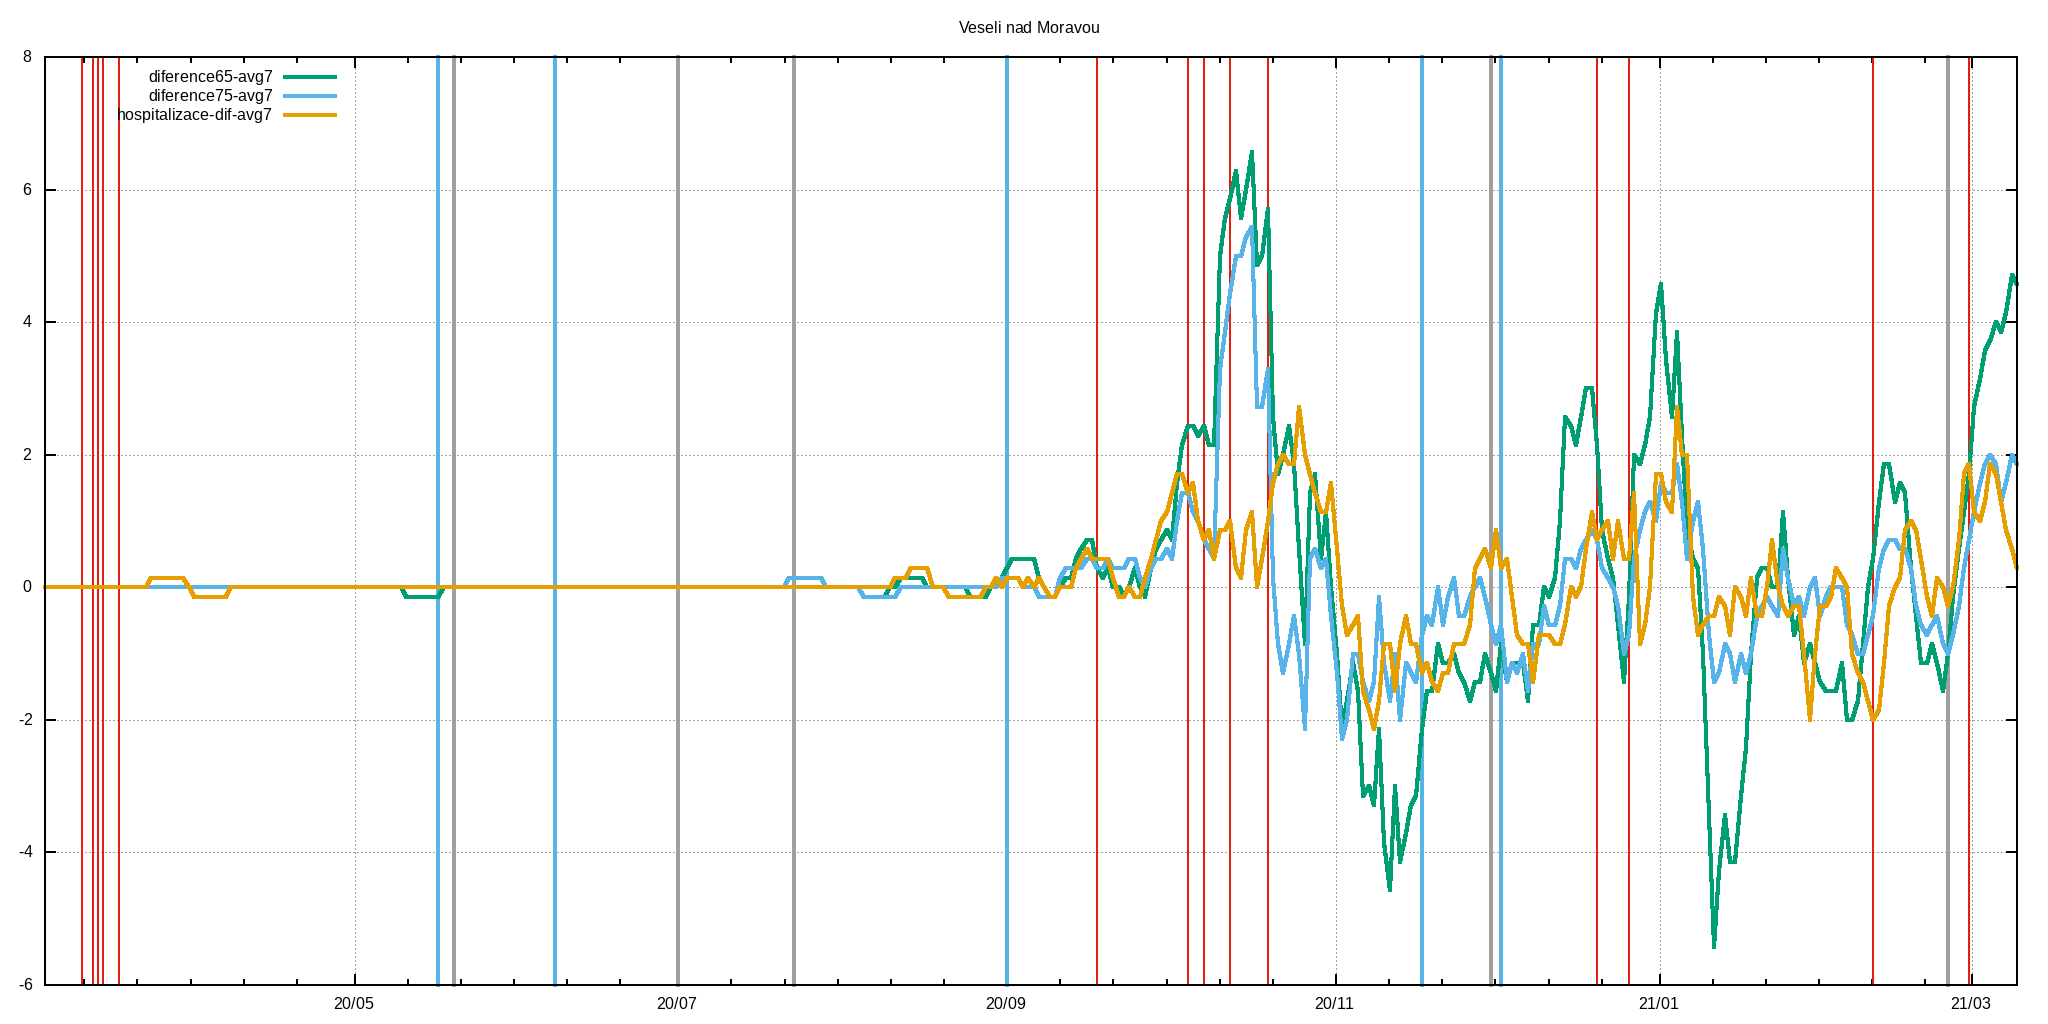 Veseli nad Moravou
8
diference65-avg7
diference75-avg7
hospitalizace-dif-avg7
6
4
2
0
-2
-4
-6
20/05 20/07 20/09 20/11 21/01 21/03